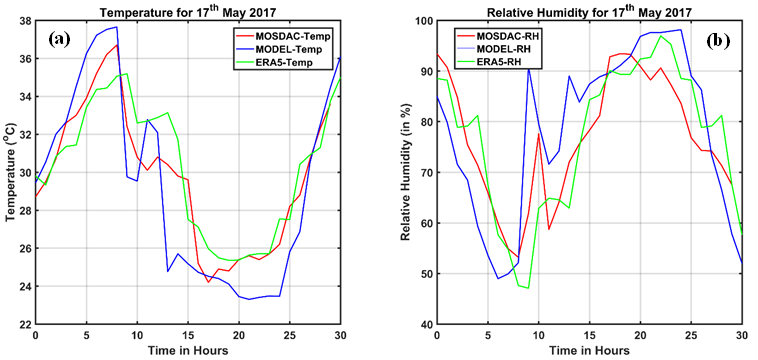 Temperature for 17th May 2017
(a)
MOSDAC-Temp
MODEL-Temp
ERA5-Temp
38
36
34
32
30
28
26
24
22
Temperature (°C)
0 5 10 15 20 25 30
Time in Hours
Relative Humidity for 17th May 2017
MOSDAC-RH
MODEL-RH
ERA5-RH
(b)
100
90
80
70
60
50
40
Relative Humidity (in %)
0 5 10 15 20 25 30
Time in Hours